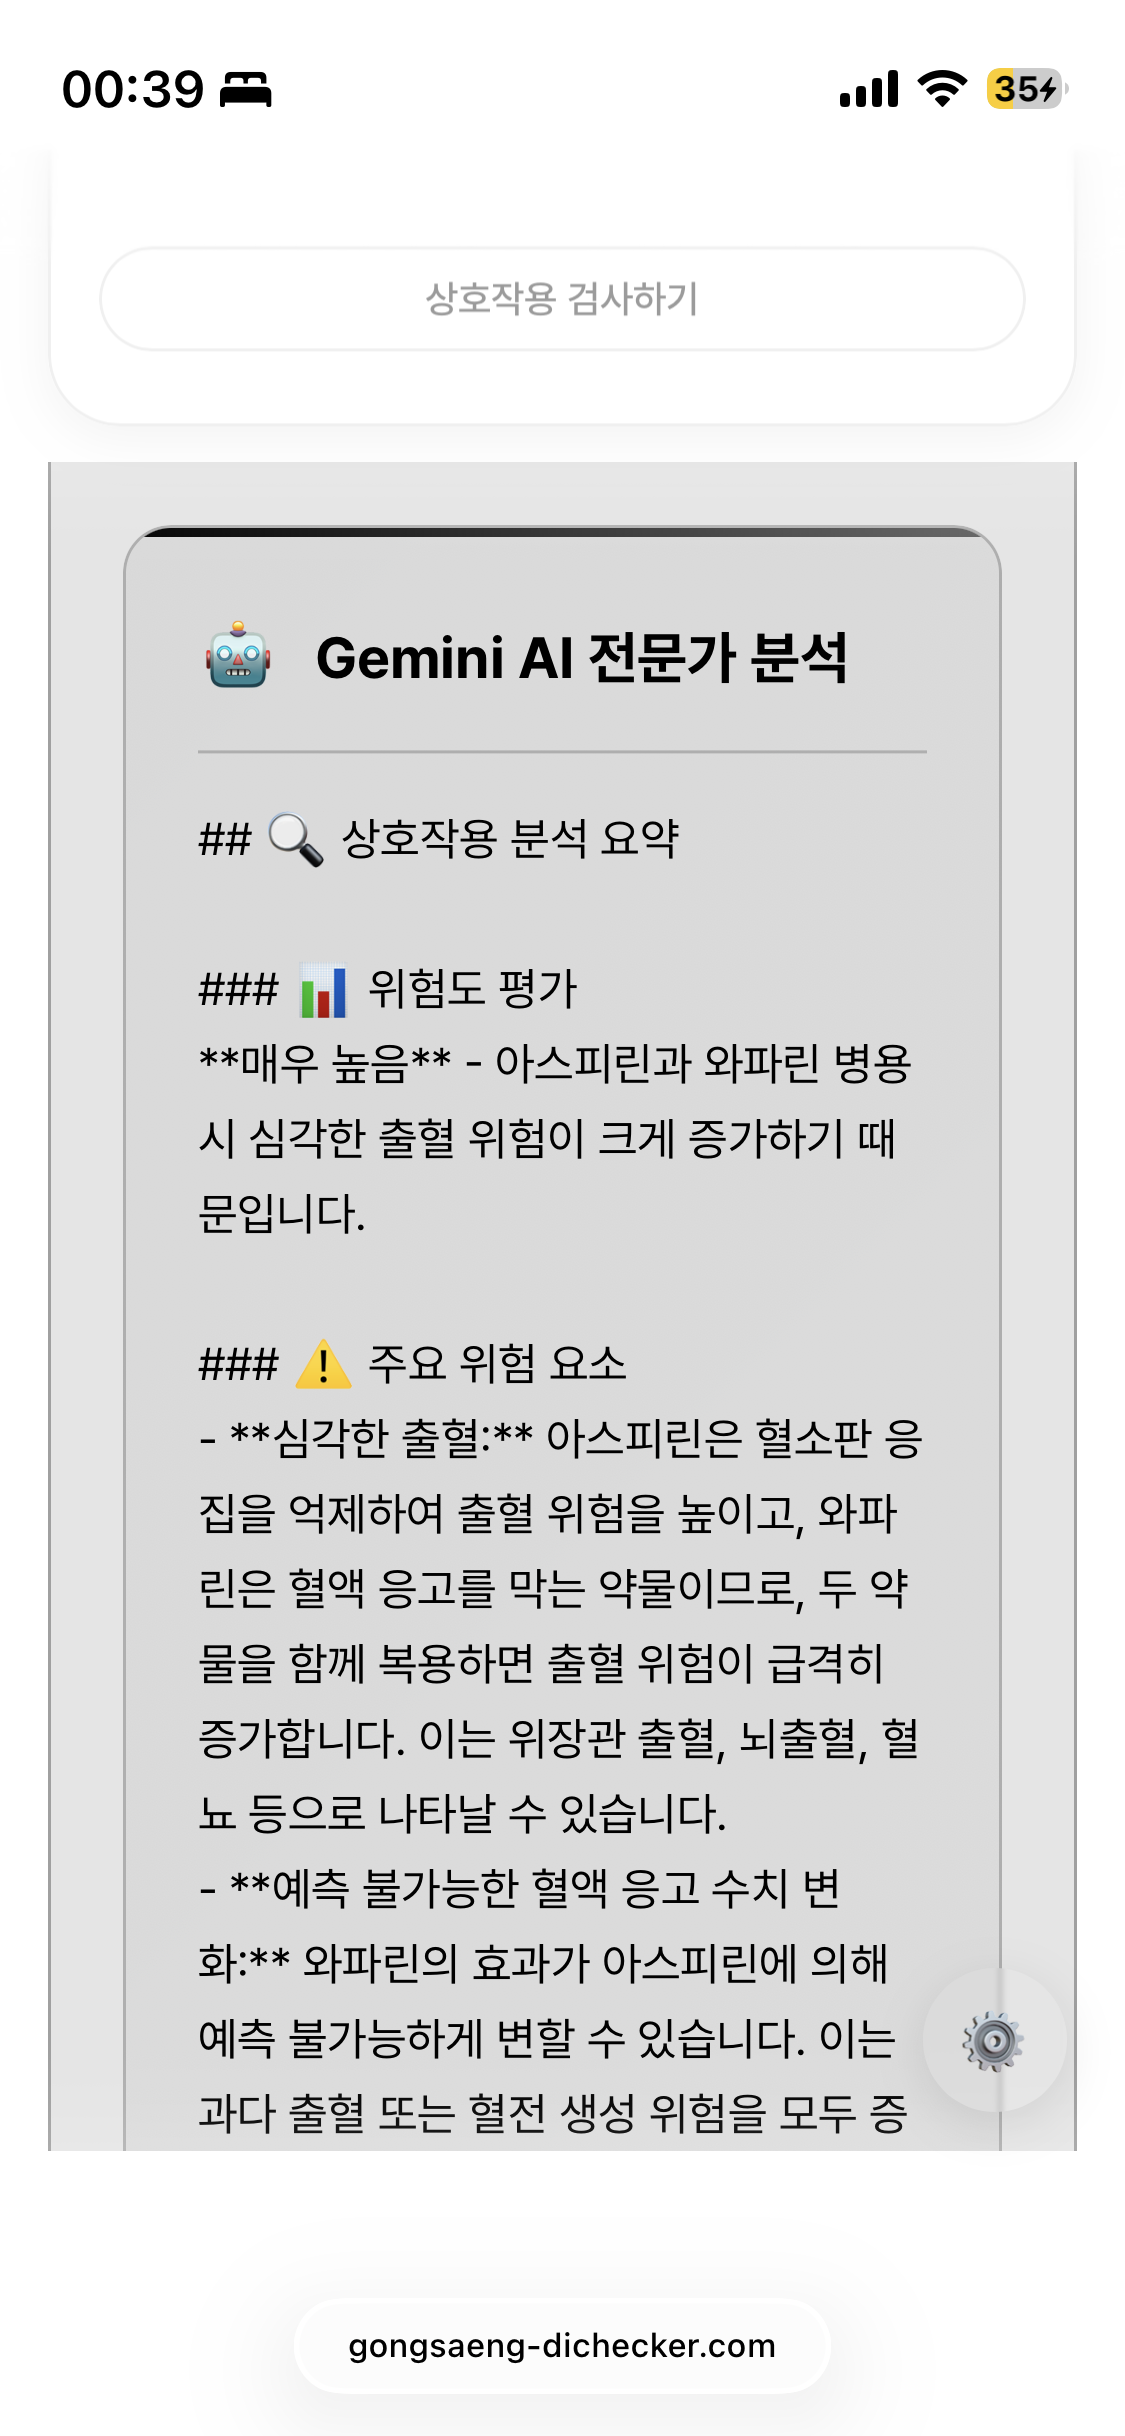 00:39
35
상호작용 검사하기
🤖 Gemini AI 전문가 분석
## 🔍 상호작용 분석 요약
### 📊 위험도 평가
**매우 높음** - 아스피린과 와파린 병용
시 심각한 출혈 위험이 크게 증가하기 때
문입니다.
### ⚠️ 주요 위험 요소
- **심각한 출혈:** 아스피린은 혈소판 응
집을 억제하여 출혈 위험을 높이고, 와파
린은 혈액 응고를 막는 약물이므로, 두 약
물을 함께 복용하면 출혈 위험이 급격히
증가합니다. 이는 위장관 출혈, 뇌출혈, 혈
뇨 등으로 나타날 수 있습니다.
- **예측 불가능한 혈액 응고 수치 변
화:** 와파린의 효과가 아스피린에 의해
예측 불가능하게 변할 수 있습니다. 이는
과다 출혈 또는 혈전 생성 위험을 모두 증
gongsaeng-dichecker.com